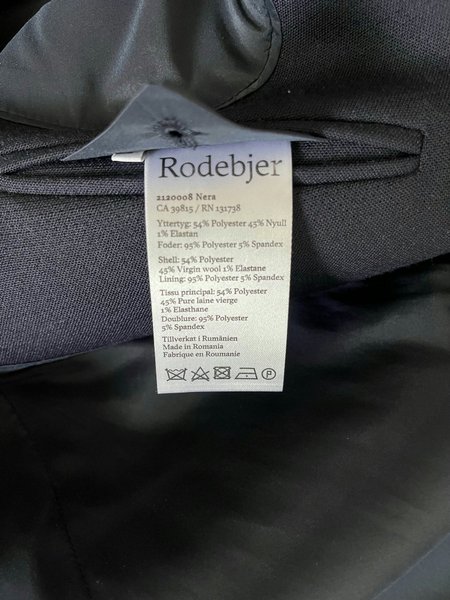 Rodebjer
2120008 Nera
CA 39815 / RN 131738
Yttertyg: 54% Polyester 45% Nyull
1% Elastan
Foder: 95% Polyester 5% Spandex
Shell: 54% Polyester
45% Virgin wool 1% Elastane
Lining: 95% Polyester 5% Spandex
Tissu principal: 54% Polyester
45% Pure laine vierge
1% Elasthane
Doublure: 95% Polyester
5% Spandex
Tillverkat i Rumänien
Made in Romania
Fabrique en Roumanie
P